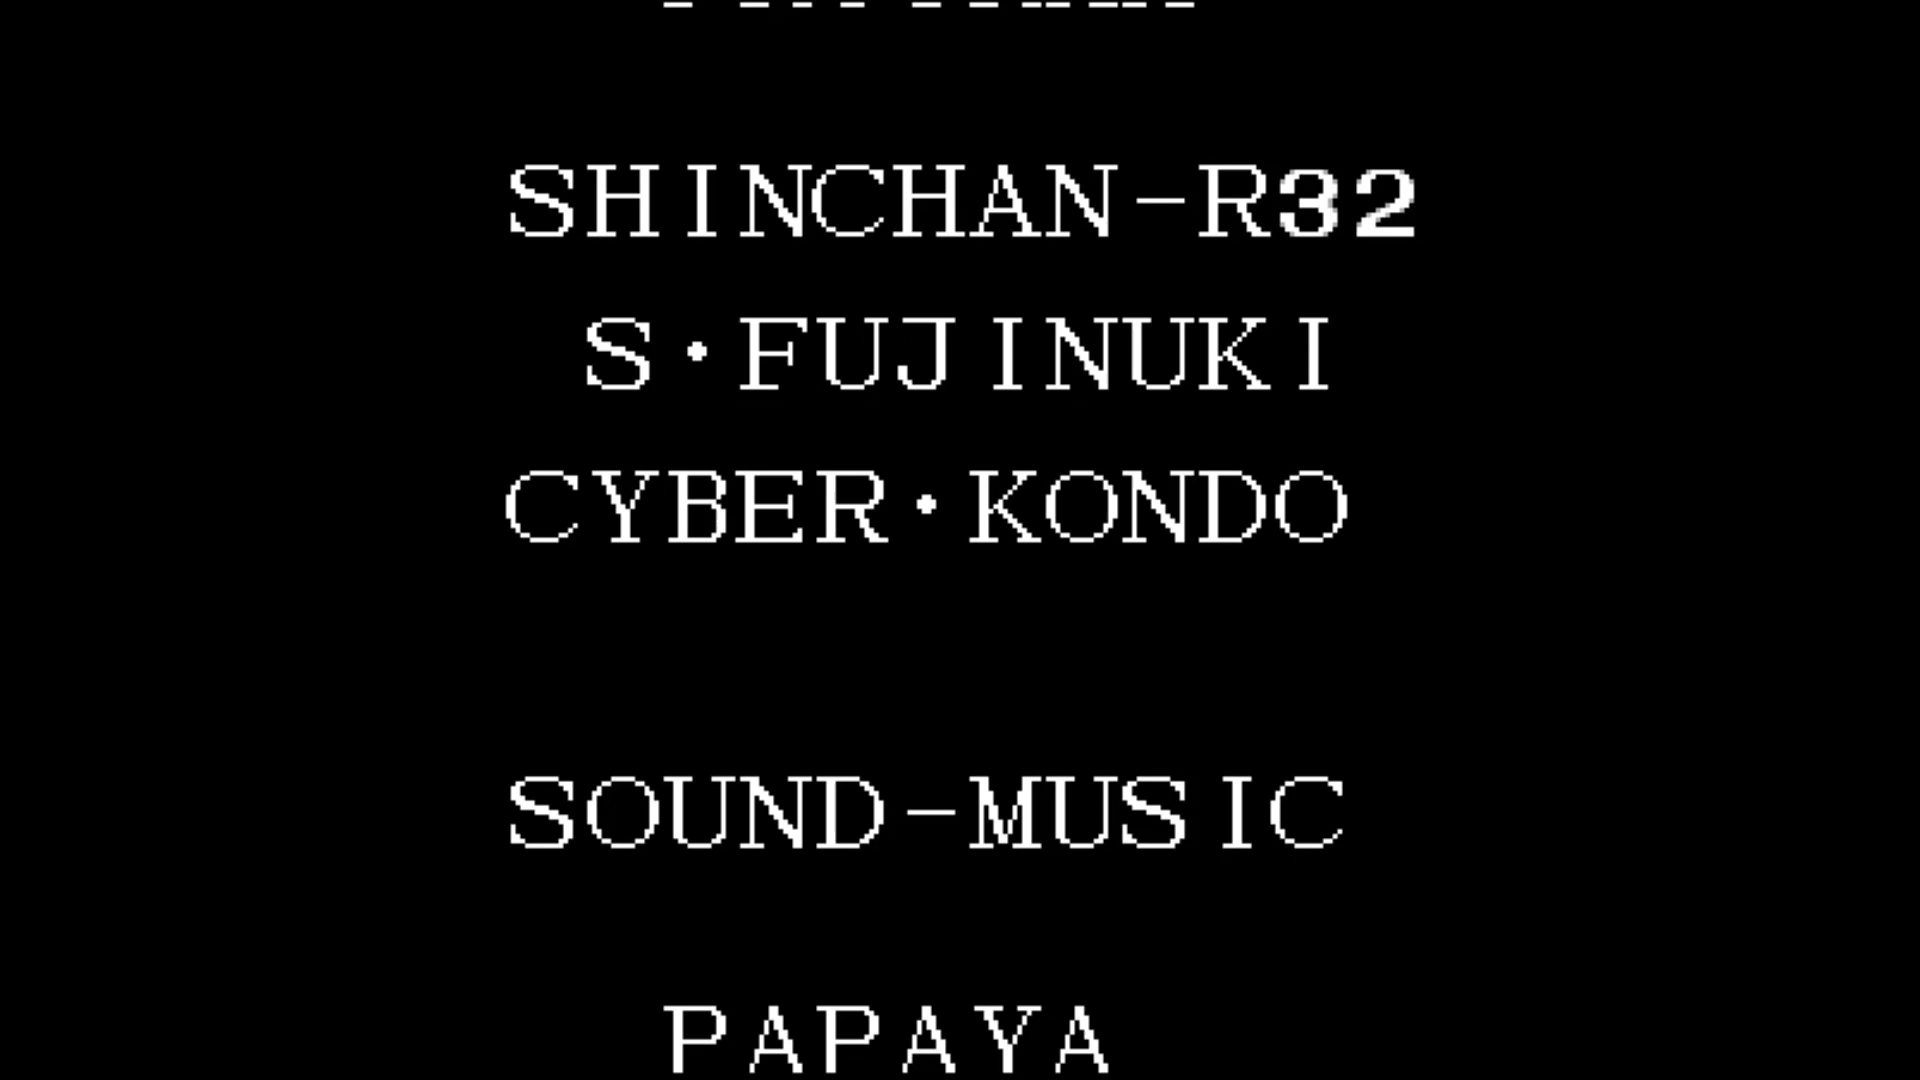 SHINCHAN-R32
S・FUJINUKI
CYBER・KONDO
SOUND-MUSIC
PAPAYA